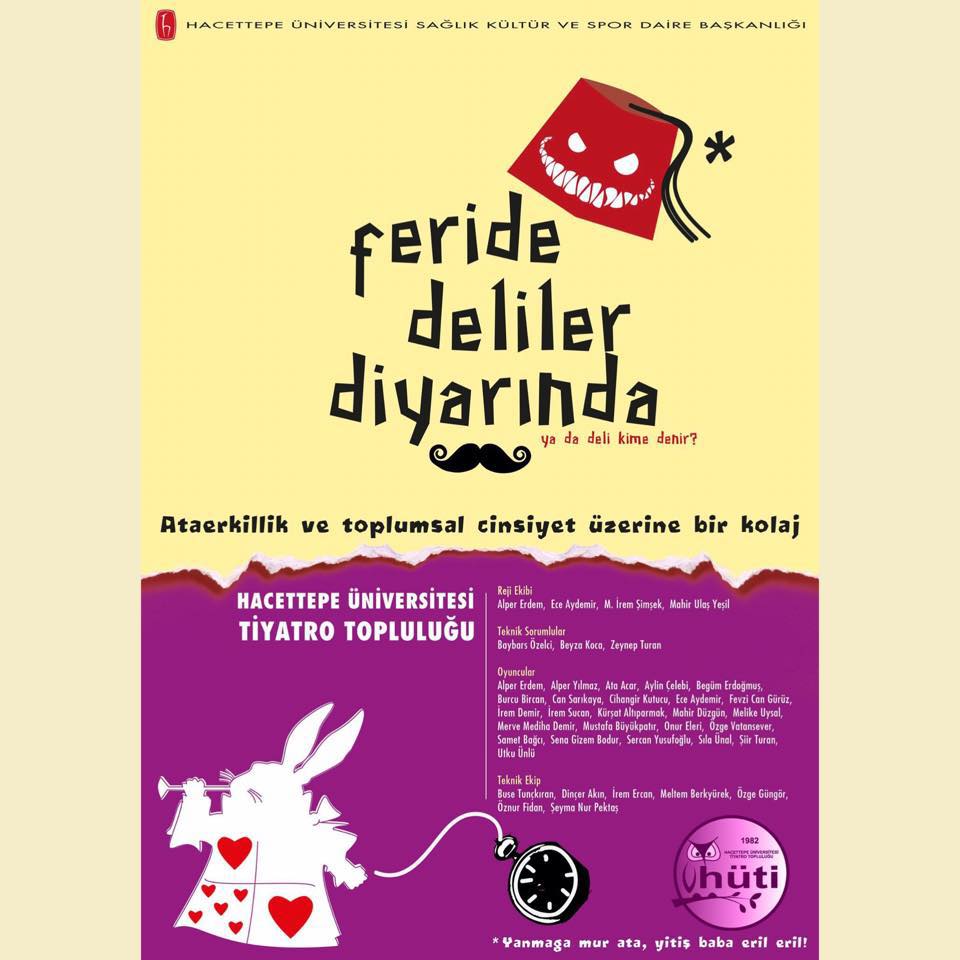 HACETTEPE ÜNİVERSİTESİ SAĞLIK KÜLTÜR VE SPOR DAİRE BAŞKANLIĞI
*
feride
deliler
diyarında
ya da deli kime denir?
Ataerkillik ve toplumsal cinsiyet üzerine bir kolaj
HACETTEPE ÜNİVERSİTESİ
TİYATRO TOPLULUĞU
Reji Ekibi
Alper Erdem, Ece Aydemir, M. İrem Şimşek, Mahir Ulaş Yeşil
Teknik Sorumlular
Baybars Özelci, Beyza Koca, Zeynep Turan
Oyuncular
Alper Erdem, Alper Yılmaz, Ata Acar, Aylin Çelebi, Begüm Erdoğmuş,
Burcu Bircan, Can Sarıkaya, Cihangir Kutucu, Ece Aydemir, Fevzi Can Gürüz,
İrem Demir, İrem Sucan, Kürşat Altıparmak, Mahir Düzgün, Melike Uysal,
Merve Mediha Demir, Mustafa Büyükpatır, Onur Eleri, Özge Vatansever,
Samet Bağcı, Sena Gizem Bodur, Sercan Yusufoğlu, Sıla Ünal, Şiir Turan,
Utku Ünlü
Teknik Ekip
Buse Tunçkıran, Dinçer Akın, İrem Ercan, Meltem Berkyürek, Özge Güngör,
Öznur Fidan, Şeyma Nur Pektaş
1982
HACETTEPE ÜNİVERSİTESİ
TİYATRO TOPLULUĞU
hüti
*Yanmaga mur ata, yitiş baba eril eril!